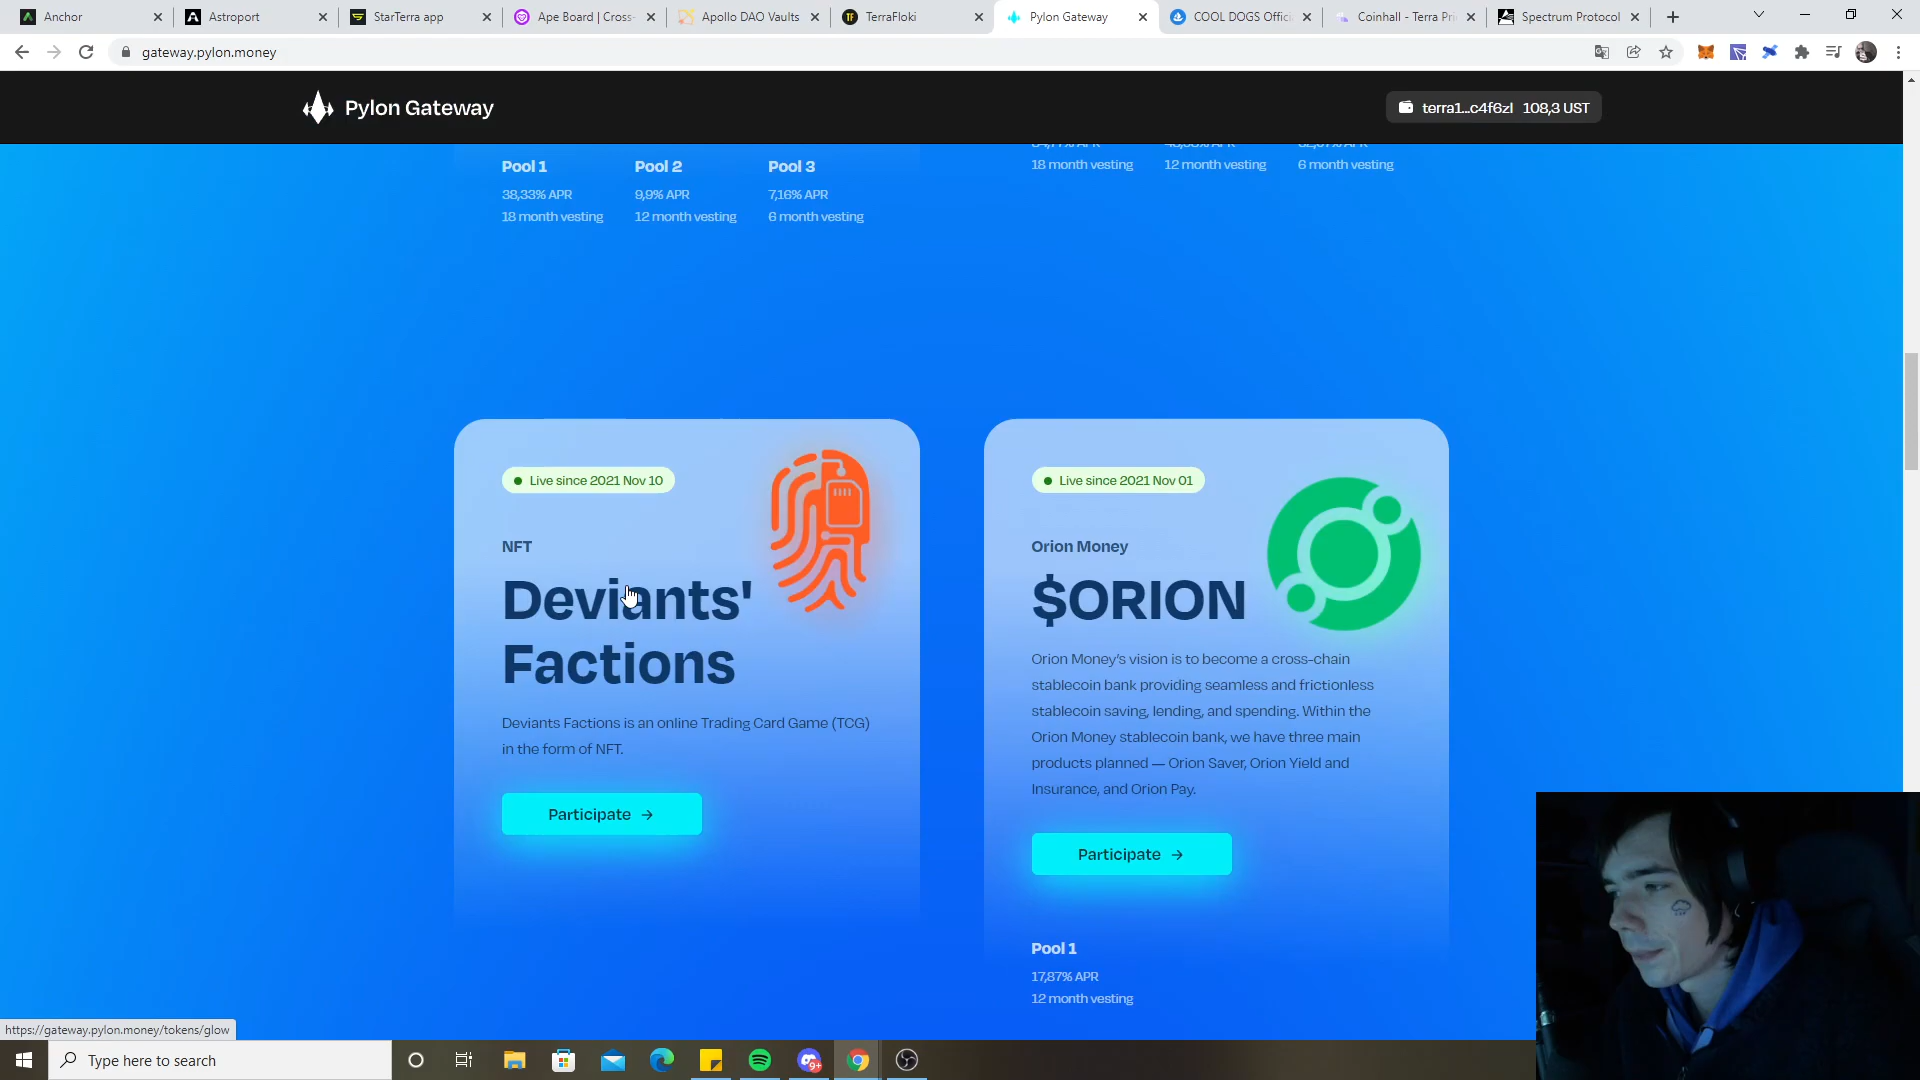 Anchor
Astroport
StarTerra app
Ape Board | Cross-
Apollo DAO Vaults
TerraFloki
Pylon Gateway
COOL DOGS Offici
Coinhall - Terra Pri
Spectrum Protocol
gateway.pylon.money
Pylon Gateway
terra1...c4f6zl 108,3 UST
Pool 1
38,33% APR
18 month vesting
Pool 2
9,9% APR
12 month vesting
Pool 3
7,16% APR
6 month vesting
18 month vesting
12 month vesting
6 month vesting
Live since 2021 Nov 10
NFT
Deviants'
Factions
Deviants Factions is an online Trading Card Game (TCG)
in the form of NFT.
Participate →
Live since 2021 Nov 01
Orion Money
$ORION
Orion Money's vision is to become a cross-chain
stablecoin bank providing seamless and frictionless
stablecoin saving, lending, and spending. Within the
Orion Money stablecoin bank, we have three main
products planned — Orion Saver, Orion Yield and
Insurance, and Orion Pay.
Participate →
Pool 1
17,87% APR
12 month vesting
https://gateway.pylon.money/tokens/glow
Type here to search
9+